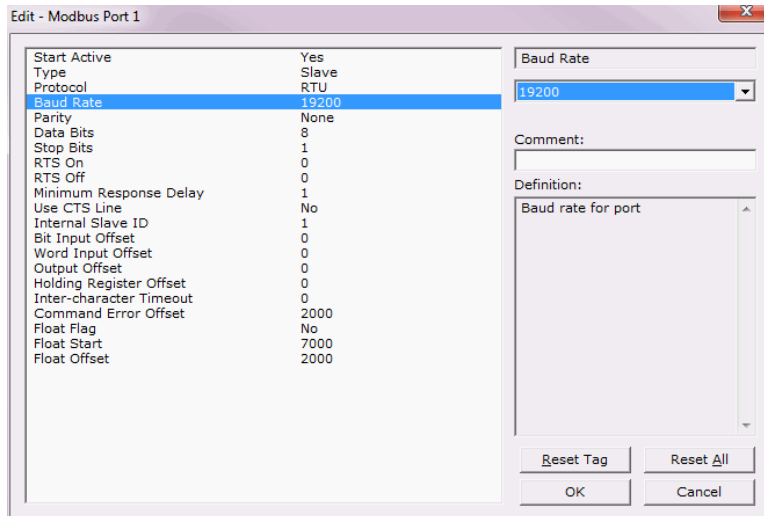 Edit - Modbus Port 1
Start Active Yes
Type Slave
Protocol RTU
Baud Rate 19200
Parity None
Data Bits 8
Stop Bits 1
RTS On 0
RTS Off 0
Minimum Response Delay 1
Use CTS Line No
Internal Slave ID 1
Bit Input Offset 0
Word Input Offset 0
Output Offset 0
Holding Register Offset 0
Inter-character Timeout 0
Command Error Offset 2000
Float Flag No
Float Start 7000
Float Offset 2000
Baud Rate
19200
Comment:
Definition:
Baud rate for port
Reset Tag Reset All
OK Cancel